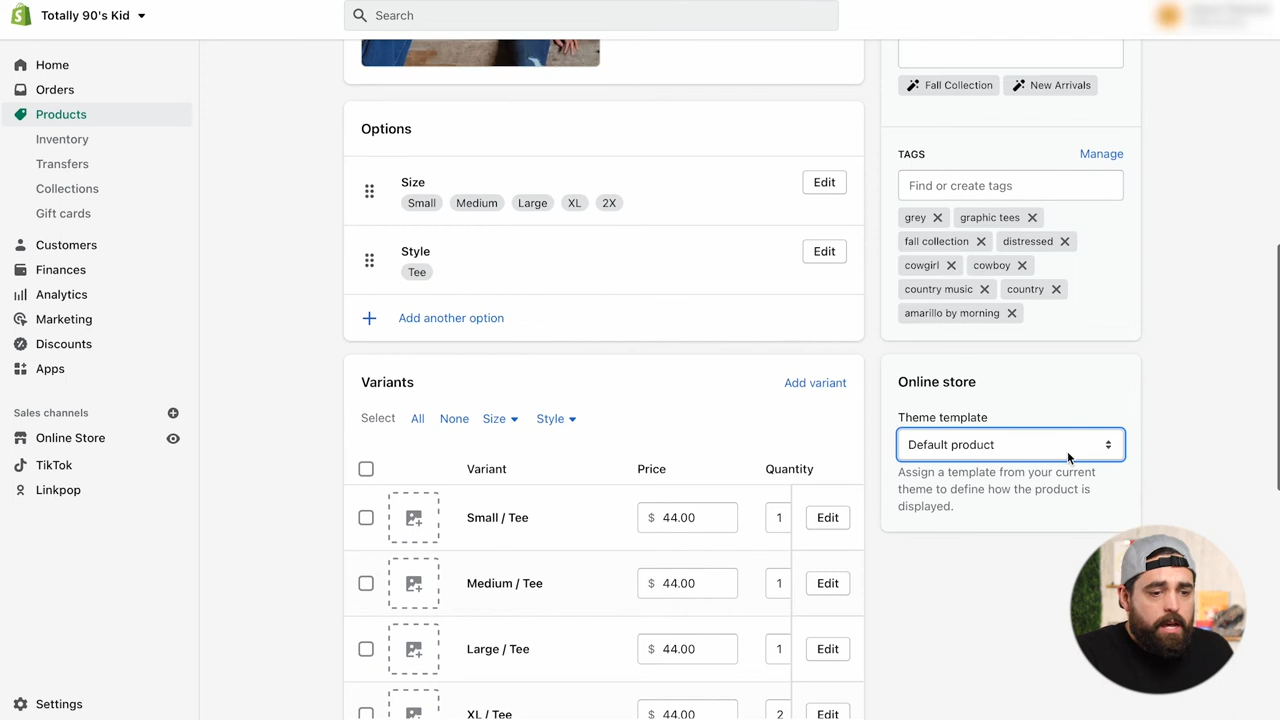 Totally 90's Kid
Search
Home
Orders
Products
Inventory
Transfers
Collections
Gift cards
Customers
Finances
Analytics
Marketing
Discounts
Apps
Sales channels
Online Store
TikTok
Linkpop
Settings
Options
Size
Edit
Small Medium Large XL 2X
Style
Edit
Tee
Add another option
Variants
Add variant
Select All None Size Style
Variant Price Quantity
Small / Tee $ 44.00 1 Edit
Medium / Tee $ 44.00 1 Edit
Large / Tee $ 44.00 1 Edit
XL / Tee $ 44.00 2 Edit
Fall Collection New Arrivals
TAGS Manage
Find or create tags
grey graphic tees
fall collection distressed
cowgirl cowboy
country music country
amarillo by morning
Online store
Theme template
Default product
Assign a template from your current
theme to define how the product is
displayed.